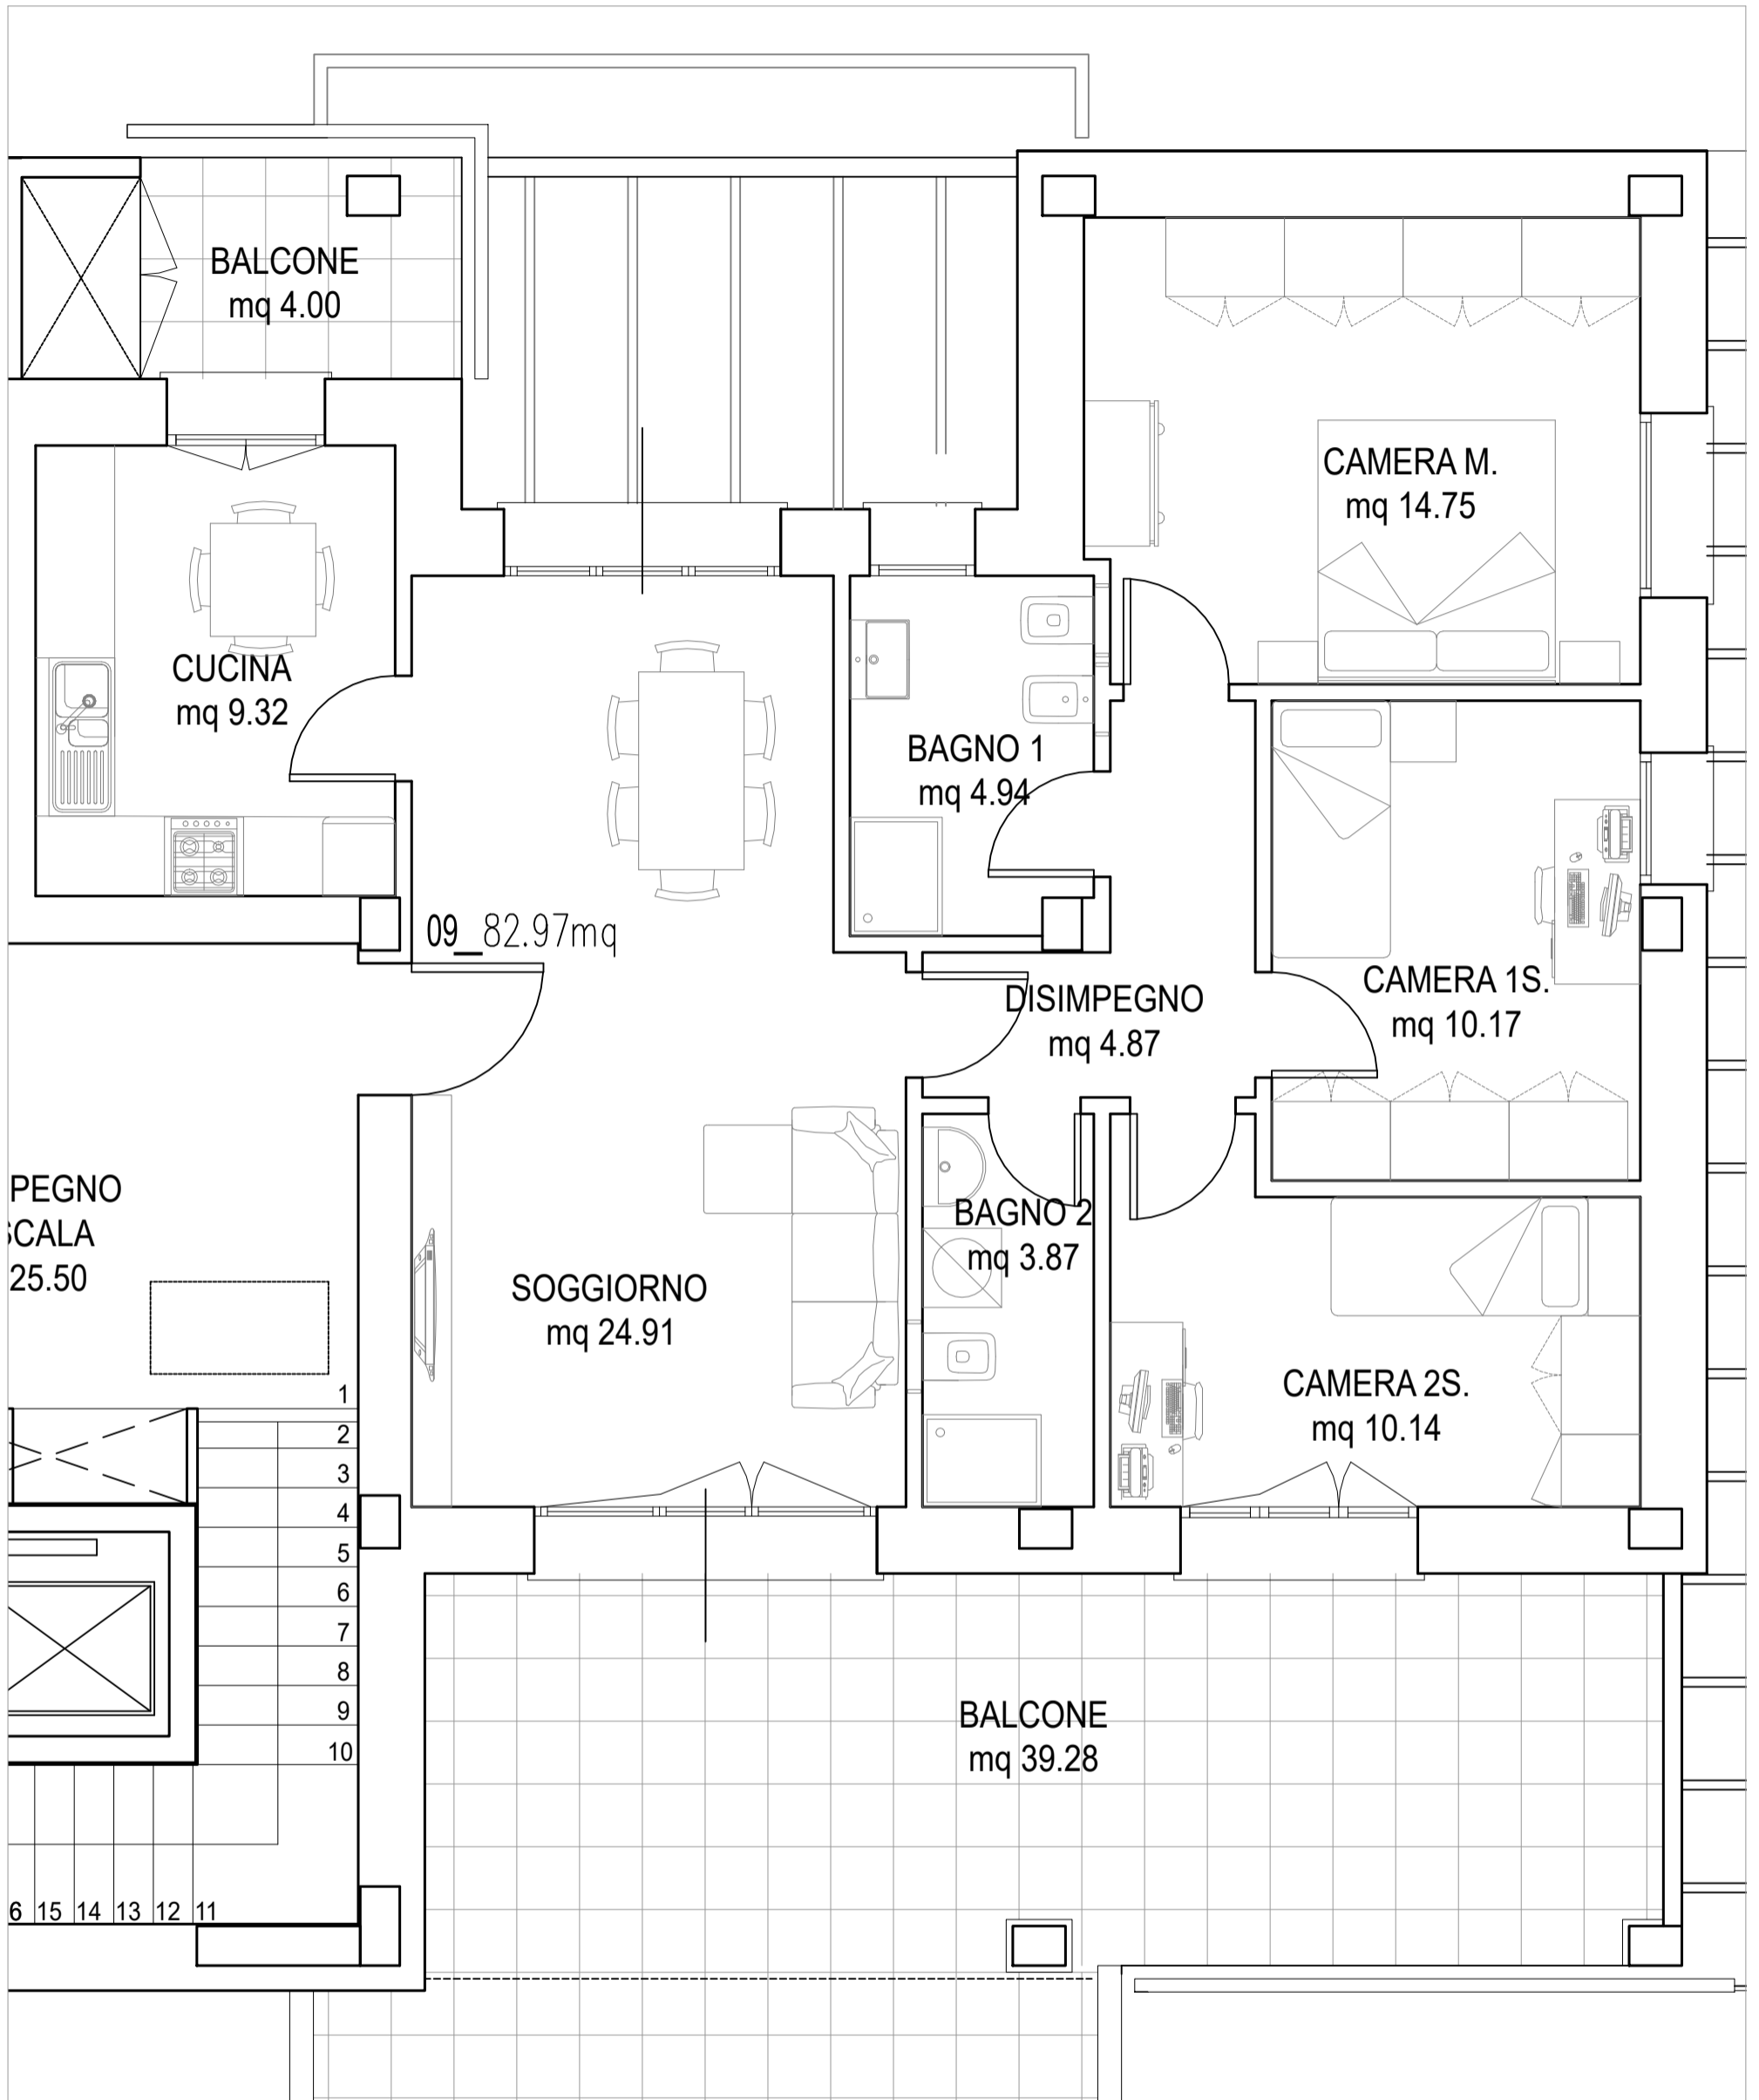 BALCONE
mq 4.00
CAMERA M.
mq 14.75
CUCINA
mq 9.32
BAGNO 1
mq 4.94
09_82.97mq
CAMERA 1S.
mq 10.17
DISIMPEGNO
mq 4.87
PEGNO
SCALA
25.50
BAGNO 2
mq 3.87
SOGGIORNO
mq 24.91
CAMERA 2S.
mq 10.14
1
2
3
4
5
6
7
8
9
10
BALCONE
mq 39.28
6 15 14 13 12 11